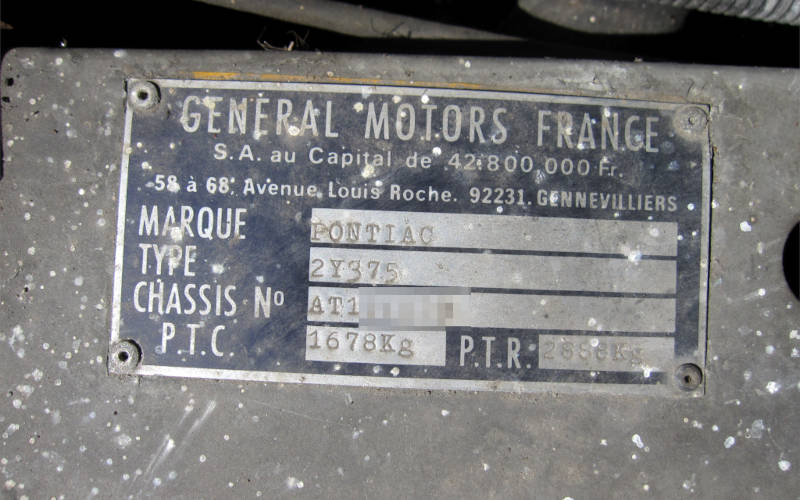 GENERAL MOTORS FRANCE
S.A. au Capital de 42.800 000 Fr.
58 à 68. Avenue Louis Roche. 92231. GENNEVILLIERS
MARQUE PONTIAC
TYPE 2Y375
CHASSIS Nº AT1
P.T.C. 1678Kg P.T.R.